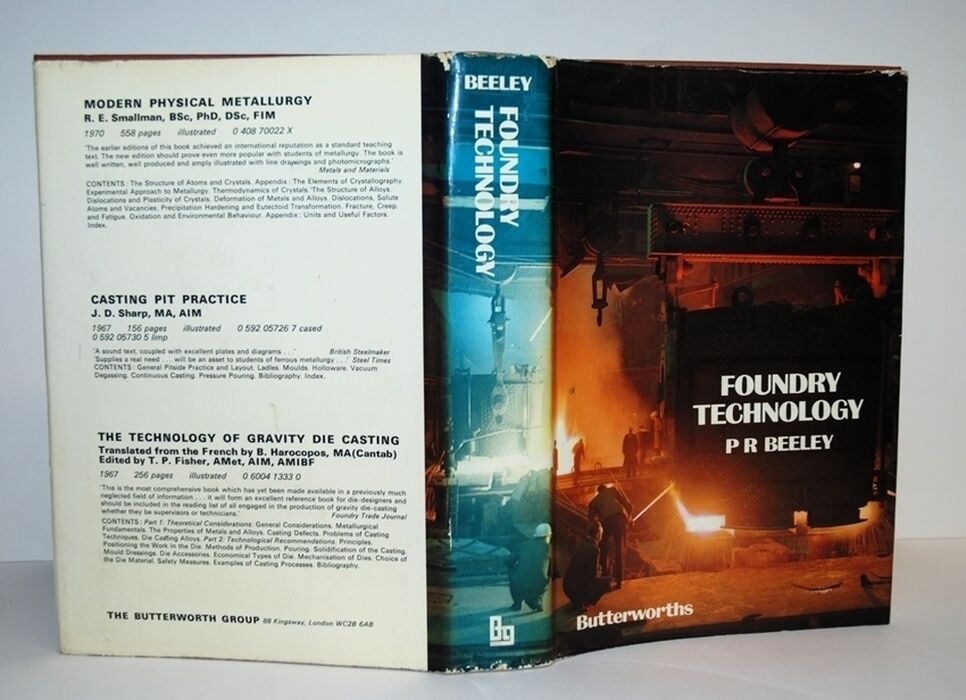 MODERN PHYSICAL METALLURGY
R. E. Smallman, BSc, PhD, DSc, FIM
1970 558 pages illustrated 0 408 70022 X
'The earlier editions of this book achieved an international reputation as a standard teaching
text. The new edition should prove even more popular with students of metallurgy. The book is
well written, well produced and amply illustrated with line drawings and photomicrographs.'
Metals and Materials
CONTENTS: The Structure of Atoms and Crystals. Appendix: The Elements of Crystallography.
Experimental Approach to Metallurgy. Thermodynamics of Crystals. The Structure of Alloys.
Dislocations and Plasticity of Crystals. Deformation of Metals and Alloys. Dislocations, Solute
Atoms and Vacancies. Precipitation Hardening and Eutectoid Transformation. Fracture, Creep,
and Fatigue. Oxidation and Environmental Behaviour. Appendix: Units and Useful Factors.
Index.
CASTING PIT PRACTICE
J. D. Sharp, MA, AIM
1967 156 pages illustrated 0 592 05726 7 cased
0 592 05730 5 limp
'A sound text, coupled with excellent plates and diagrams . . .' British Steelmaker
'Supplies a real need . . . will be an asset to students of ferrous metallurgy . . .' Steel Times
CONTENTS: General Pitside Practice and Layout. Ladles. Moulds. Holloware. Vacuum
Degassing. Continuous Casting. Pressure Pouring. Bibliography. Index.
THE TECHNOLOGY OF GRAVITY DIE CASTING
Translated from the French by B. Harocopos, MA(Cantab)
Edited by T. P. Fisher, AMet, AIM, AMIBF
1967 256 pages illustrated 0 6004 1333 0
'This is the most comprehensive book which has yet been made available in a previously much
neglected field of information . . . it will form an excellent reference book for die-designers and
should be included in the reading list of all engaged in the production of gravity die-casting
whether they be supervisors or technicians.' Foundry Trade Journal
CONTENTS: Part 1: Theoretical Considerations. General Considerations. Metallurgical
Fundamentals. The Properties of Metals and Alloys. Casting Defects. Problems of Casting
Techniques. Die Casting Alloys. Part 2: Technological Recommendations. Principles.
Positioning the Work in the Die. Methods of Production. Pouring. Solidification of the Casting.
Mould Dressings. Die Accessories. Economical Types of Die. Mechanisation of Dies. Choice of
the Die Material. Safety Measures. Examples of Casting Processes. Bibliography.
THE BUTTERWORTH GROUP 88 Kingsway, London WC2B 6AB
BEELEY
FOUNDRY
TECHNOLOGY
Bg
FOUNDRY
TECHNOLOGY
P R BEELEY
Butterworths